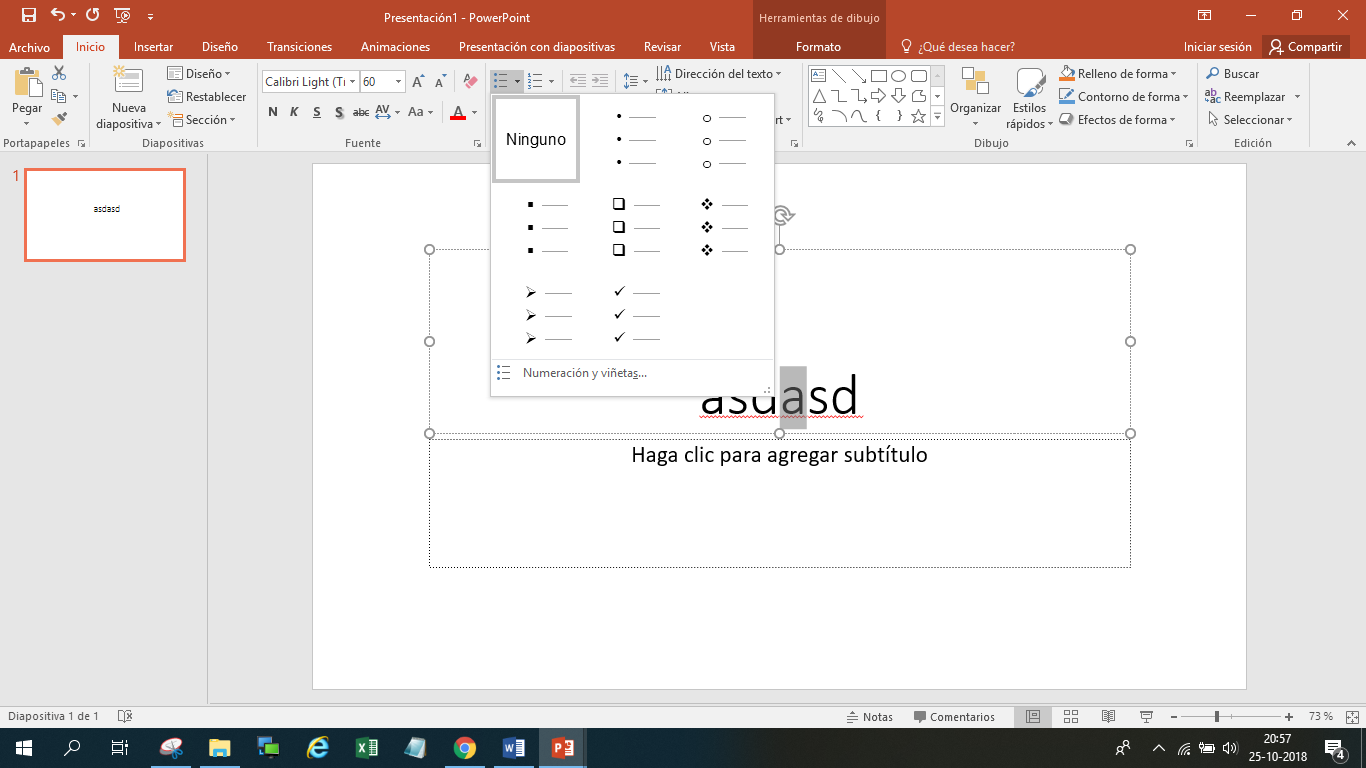 Presentación1 - PowerPoint
Herramientas de dibujo
Archivo
Inicio
Insertar
Diseño
Transiciones
Animaciones
Presentación con diapositivas
Revisar
Vista
Formato
¿Qué desea hacer?
Iniciar sesión
Compartir
Pegar
Portapapeles
Nueva
diapositiva
Diseño
Restablecer
Sección
Diapositivas
Calibri Light (Tí
60
A A
N K S S abc AV Aa A
Fuente
Dirección del texto
Organizar
Estilos
rápidos
Relleno de forma
Contorno de forma
Efectos de forma
Dibujo
Buscar
Reemplazar
Seleccionar
Edición
Ninguno
Numeración y viñetas...
1
asdasd
asdasd
Haga clic para agregar subtítulo
Diapositiva 1 de 1
Notas
Comentarios
73 %
20:57
25-10-2018
4